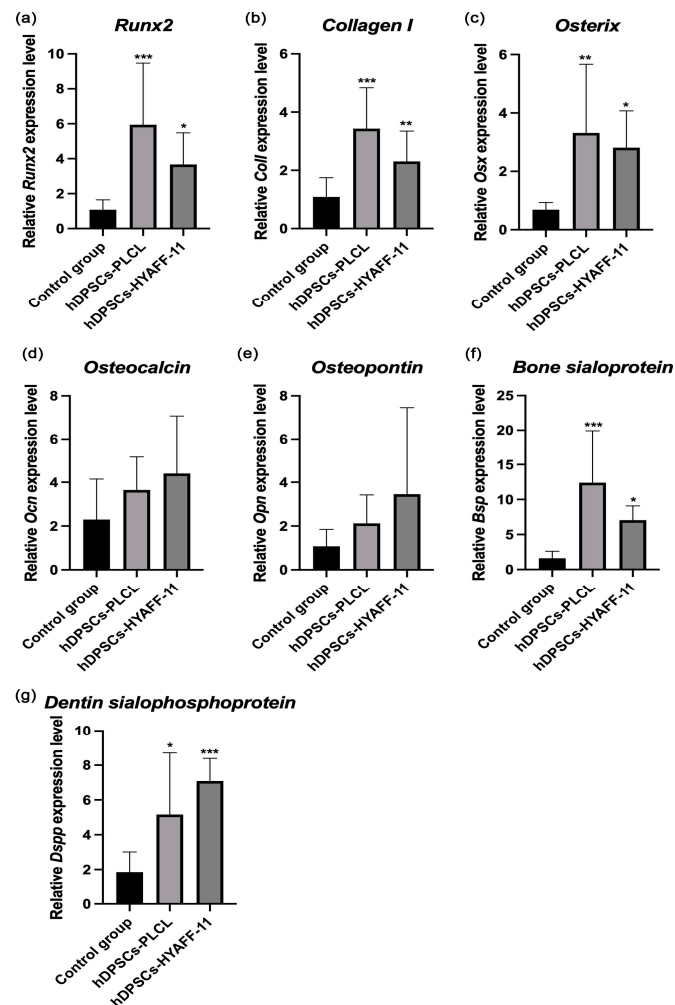 (a)
Runx2
Relative Runx2 expression level
10
8
6
4
2
0
***
*
Control group
hDPSCs-PLCL
hDPSCs-HYAFF-11
(b)
Collagen I
Relative Coll expression level
6
4
2
0
***
**
Control group
hDPSCs-PLCL
hDPSCs-HYAFF-11
(c)
Osterix
Relative Osx expression level
6
4
2
0
**
*
Control group
hDPSCs-PLCL
hDPSCs-HYAFF-11
(d)
Osteocalcin
Relative Ocn expression level
8
6
4
2
0
Control group
hDPSCs-PLCL
hDPSCs-HYAFF-11
(e)
Osteopontin
Relative Opn expression level
8
6
4
2
0
Control group
hDPSCs-PLCL
hDPSCs-HYAFF-11
(f)
Bone sialoprotein
Relative Bsp expression level
25
20
15
10
5
0
***
*
Control group
hDPSCs-PLCL
hDPSCs-HYAFF-11
(g)
Dentin sialophosphoprotein
Relative Dspp expression level
10
8
6
4
2
0
*
***
Control group
hDPSCs-PLCL
hDPSCs-HYAFF-11